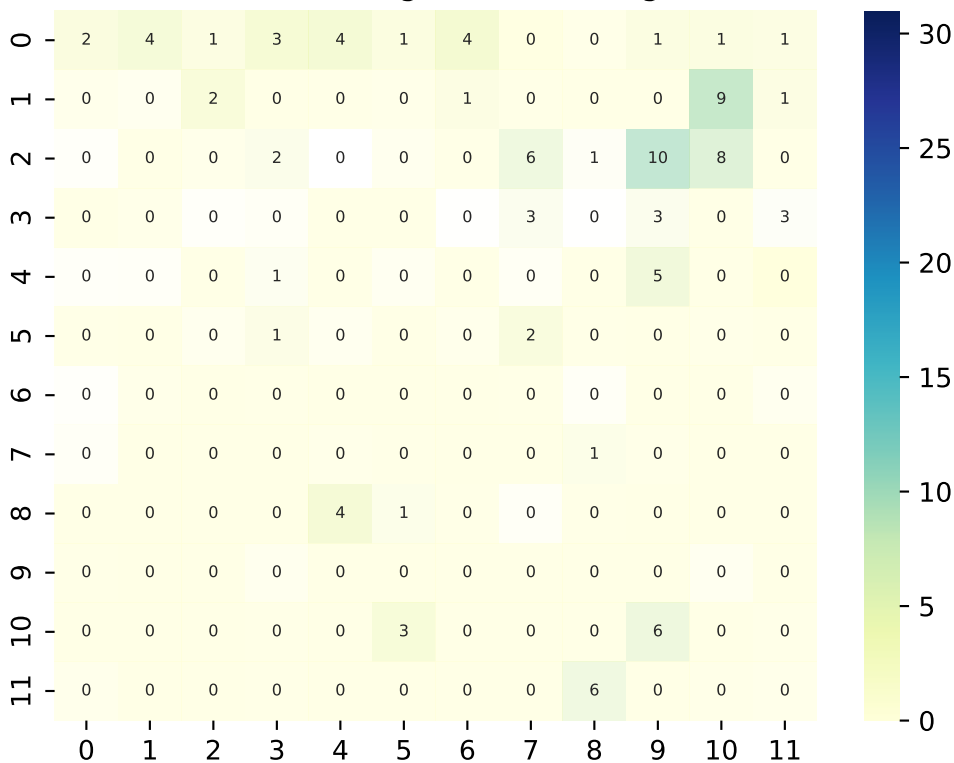 0 2 4 1 3 4 1 4 0 0 1 1 1
1 0 0 2 0 0 0 1 0 0 0 9 1
2 0 0 0 2 0 0 0 6 1 10 8 0
3 0 0 0 0 0 0 0 3 0 3 0 3
4 0 0 0 1 0 0 0 0 0 5 0 0
5 0 0 0 1 0 0 0 2 0 0 0 0
6 0 0 0 0 0 0 0 0 0 0 0 0
7 0 0 0 0 0 0 0 0 1 0 0 0
8 0 0 0 0 4 1 0 0 0 0 0 0
9 0 0 0 0 0 0 0 0 0 0 0 0
10 0 0 0 0 0 3 0 0 0 6 0 0
11 0 0 0 0 0 0 0 0 6 0 0 0
0 1 2 3 4 5 6 7 8 9 10 11
30
25
20
15
10
5
0